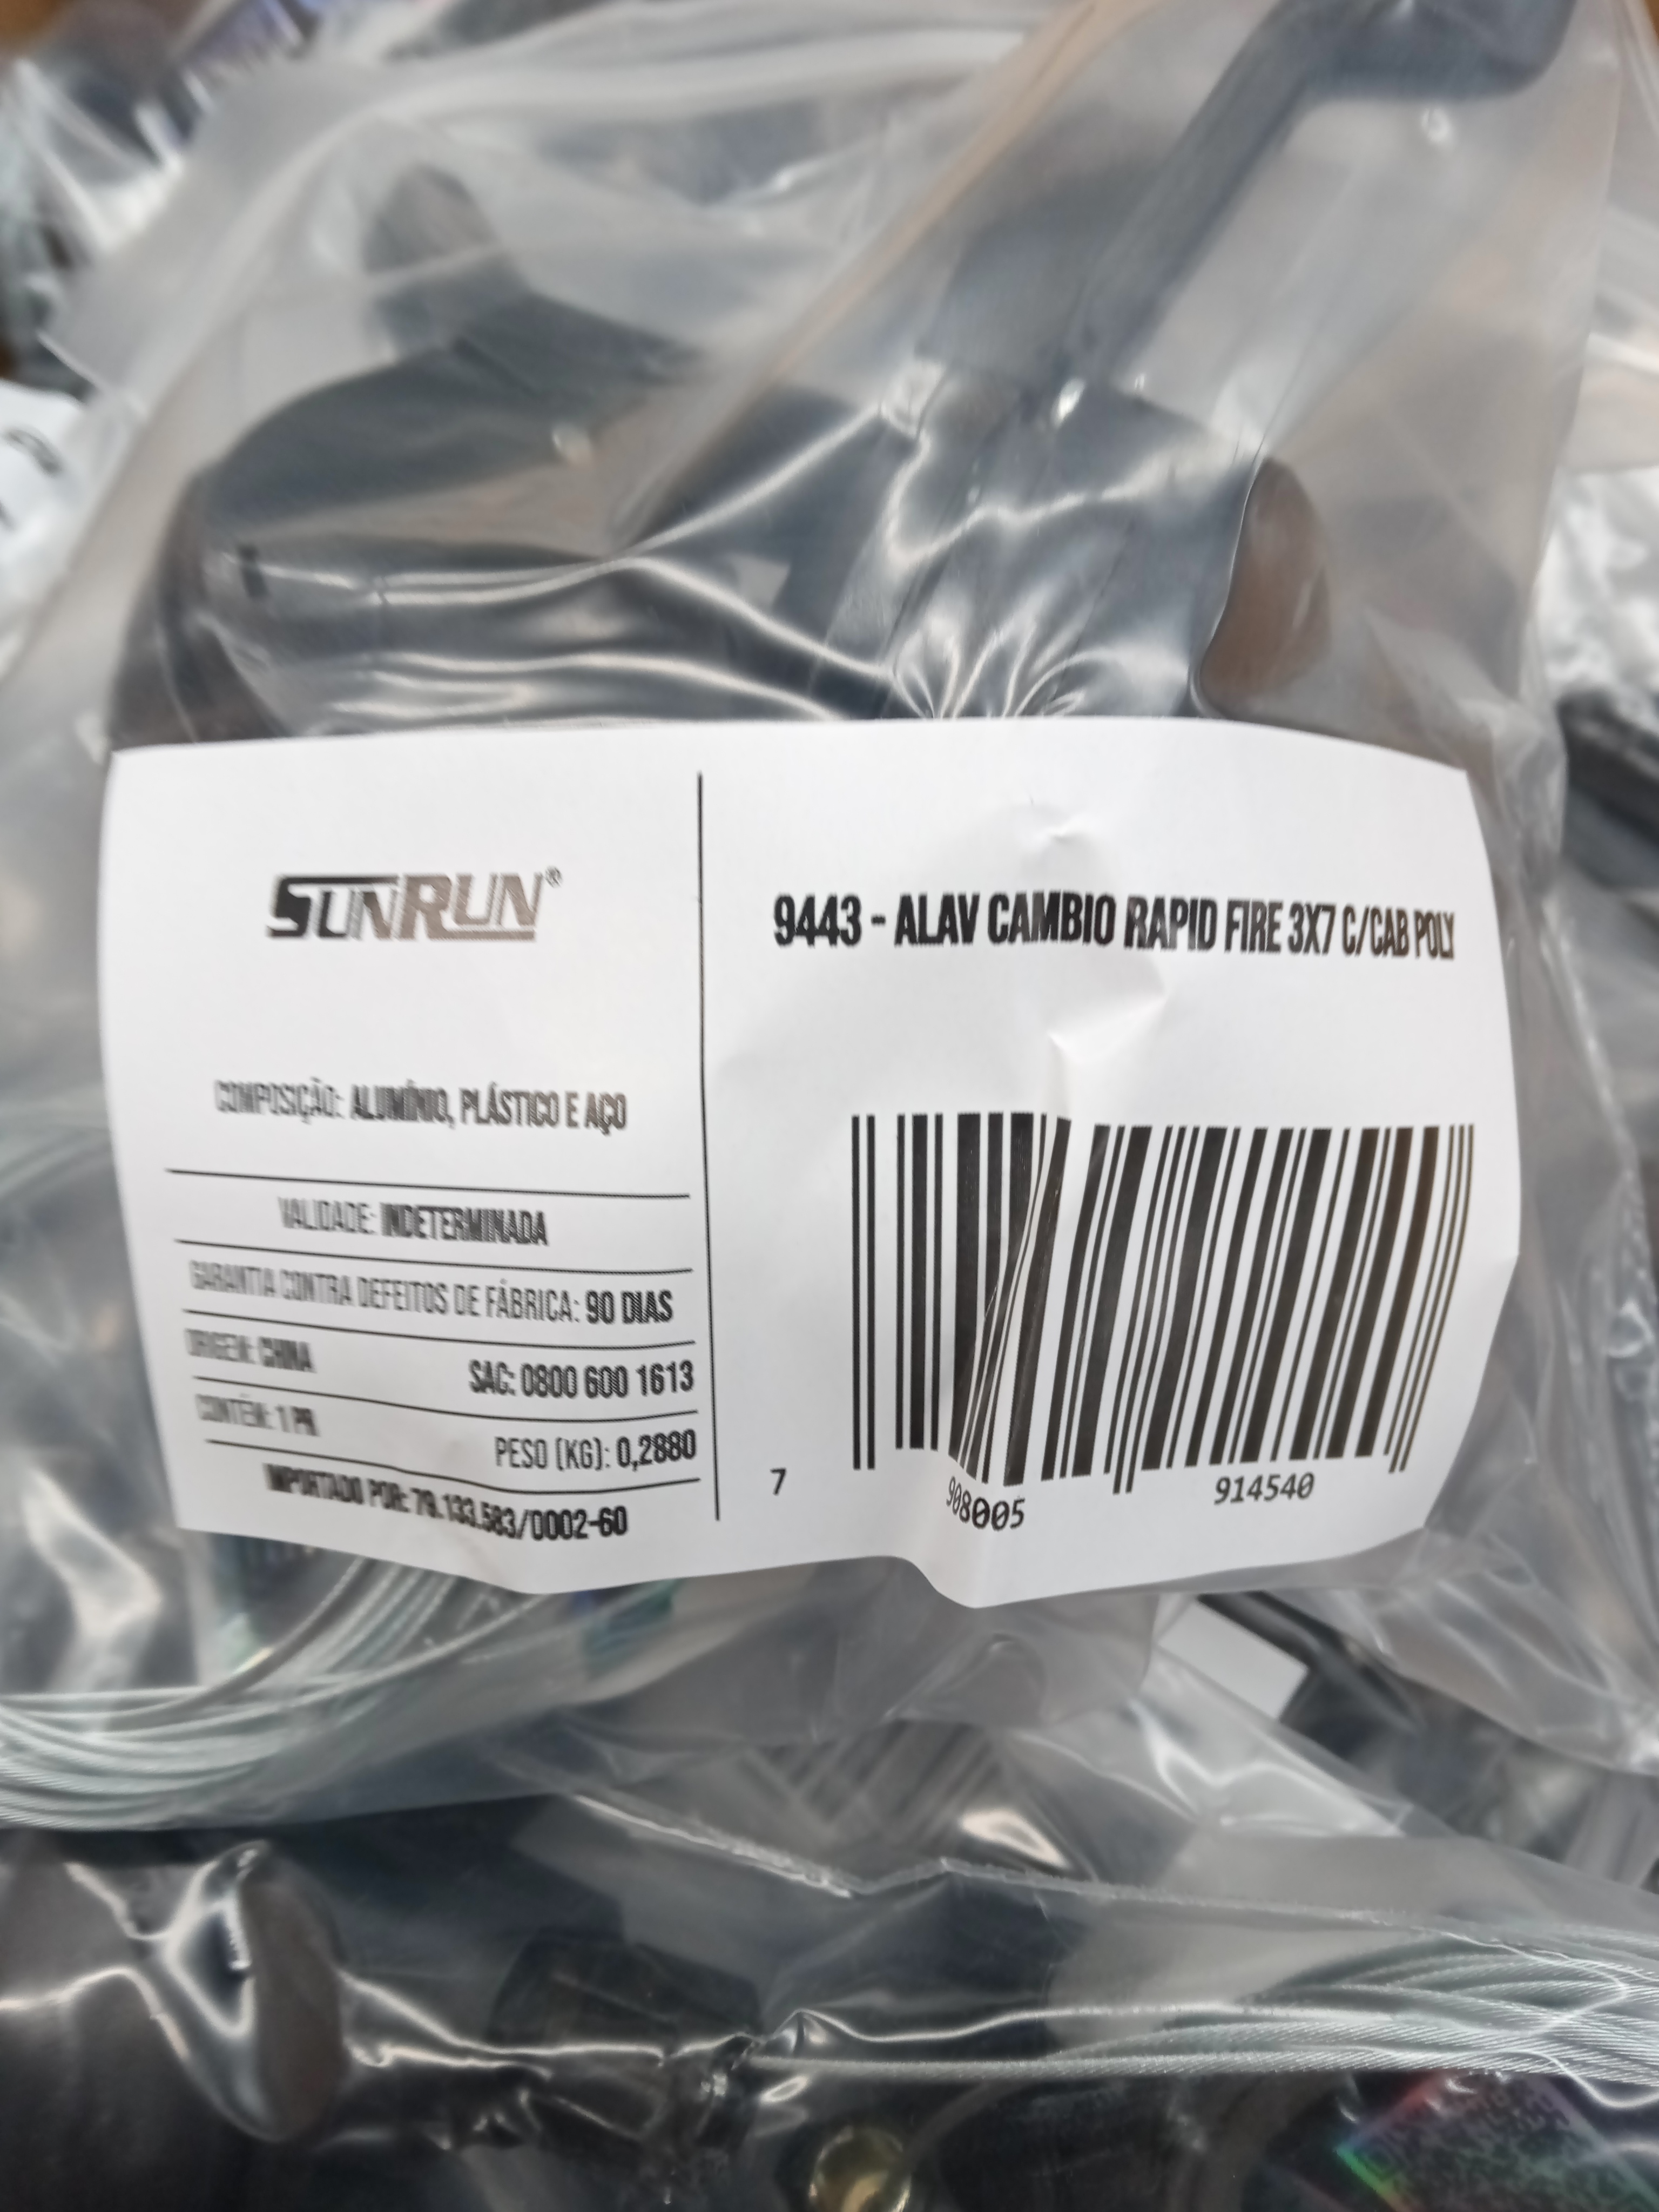 SUNRUN®
COMPOSIÇÃO: ALUMÍNIO, PLÁSTICO E AÇO
VALIDADE: INDETERMINADA
GARANTIA CONTRA DEFEITOS DE FÁBRICA: 90 DIAS
ORIGEM: CHINA SAC: 0800 600 1613
CONTÉM: 1 PR PESO (KG): 0,2880
IMPORTADO POR: 79.133.583/0002-60
9443 - ALAV CAMBIO RAPID FIRE 3X7 C/CAB POLY
7 908005 914540